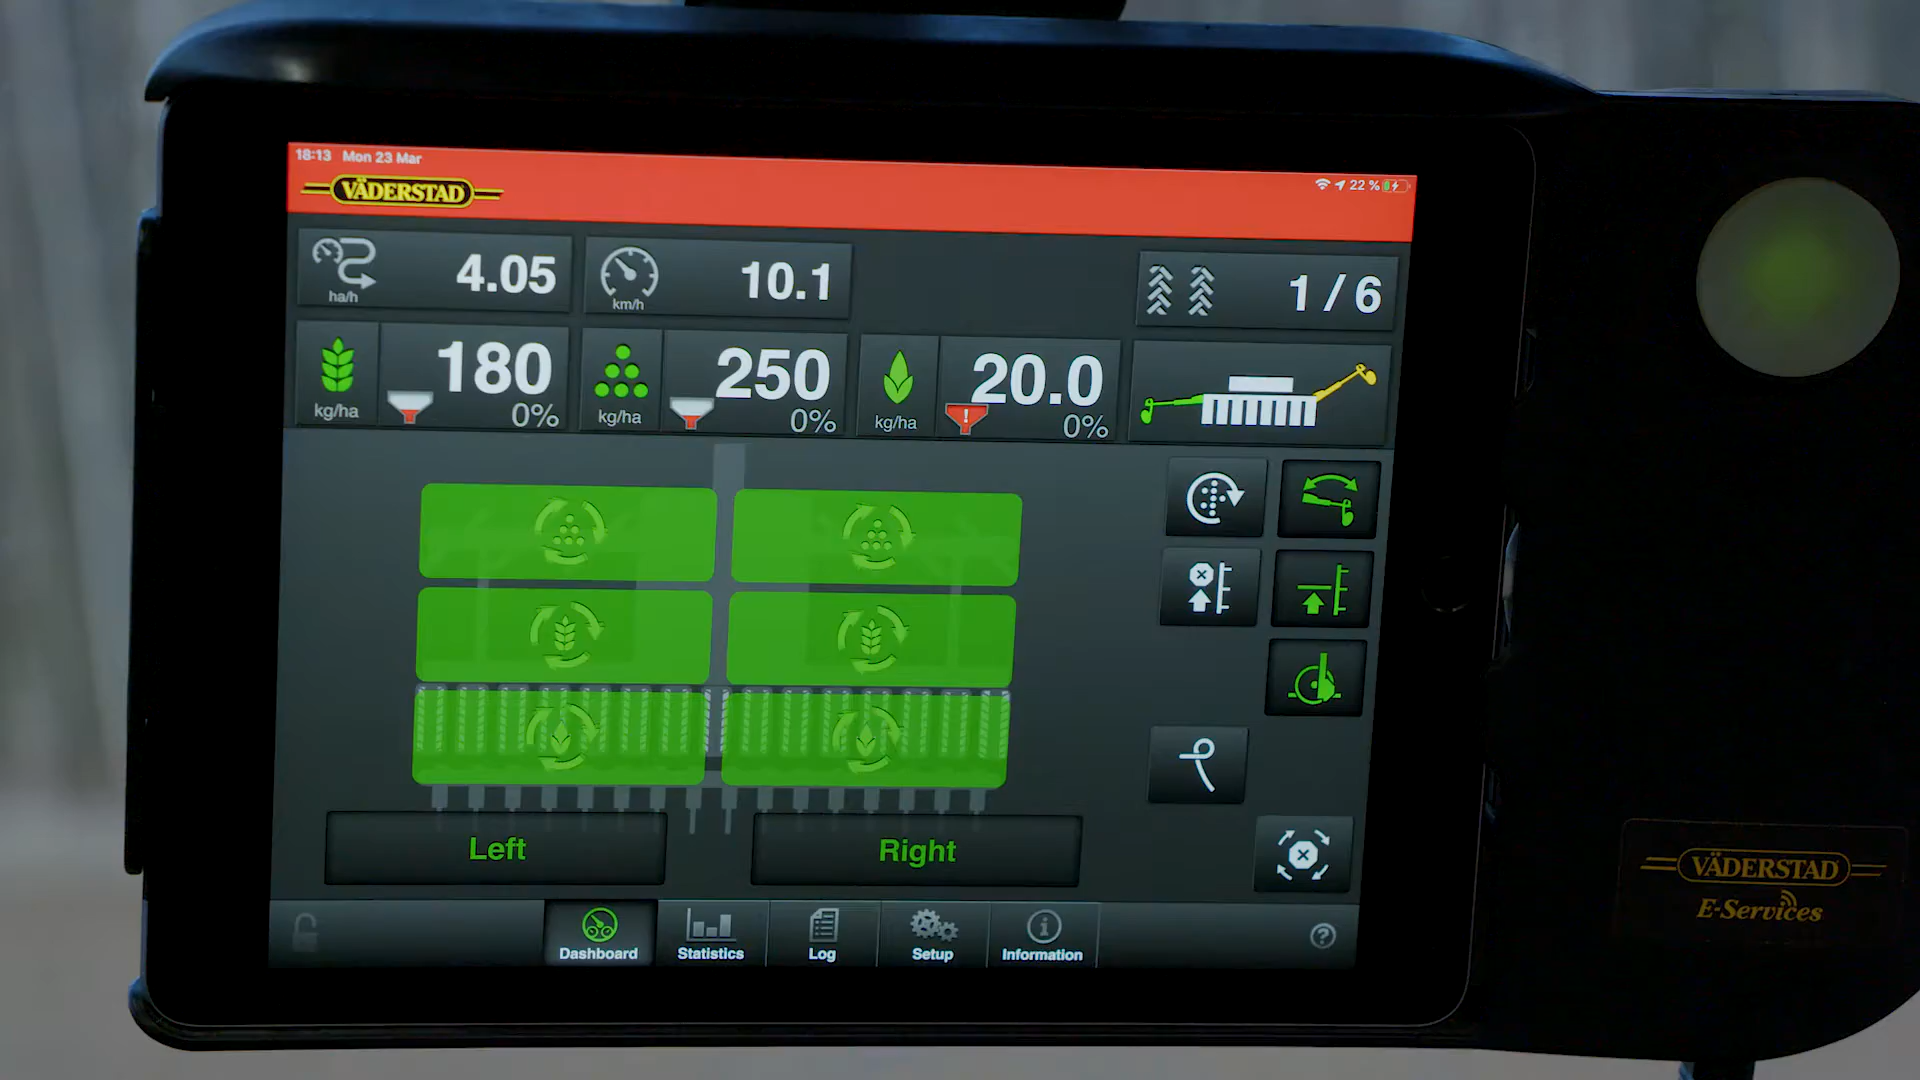 18:13 Mon 23 Mar
22 %
VÄDERSTAD
ha/h
4.05
km/h
10.1
1 / 6
kg/ha
180
0%
kg/ha
250
0%
kg/ha
20.0
0%
Left
Right
Dashboard
Statistics
Log
Setup
Information
VÄDERSTAD
E-Services